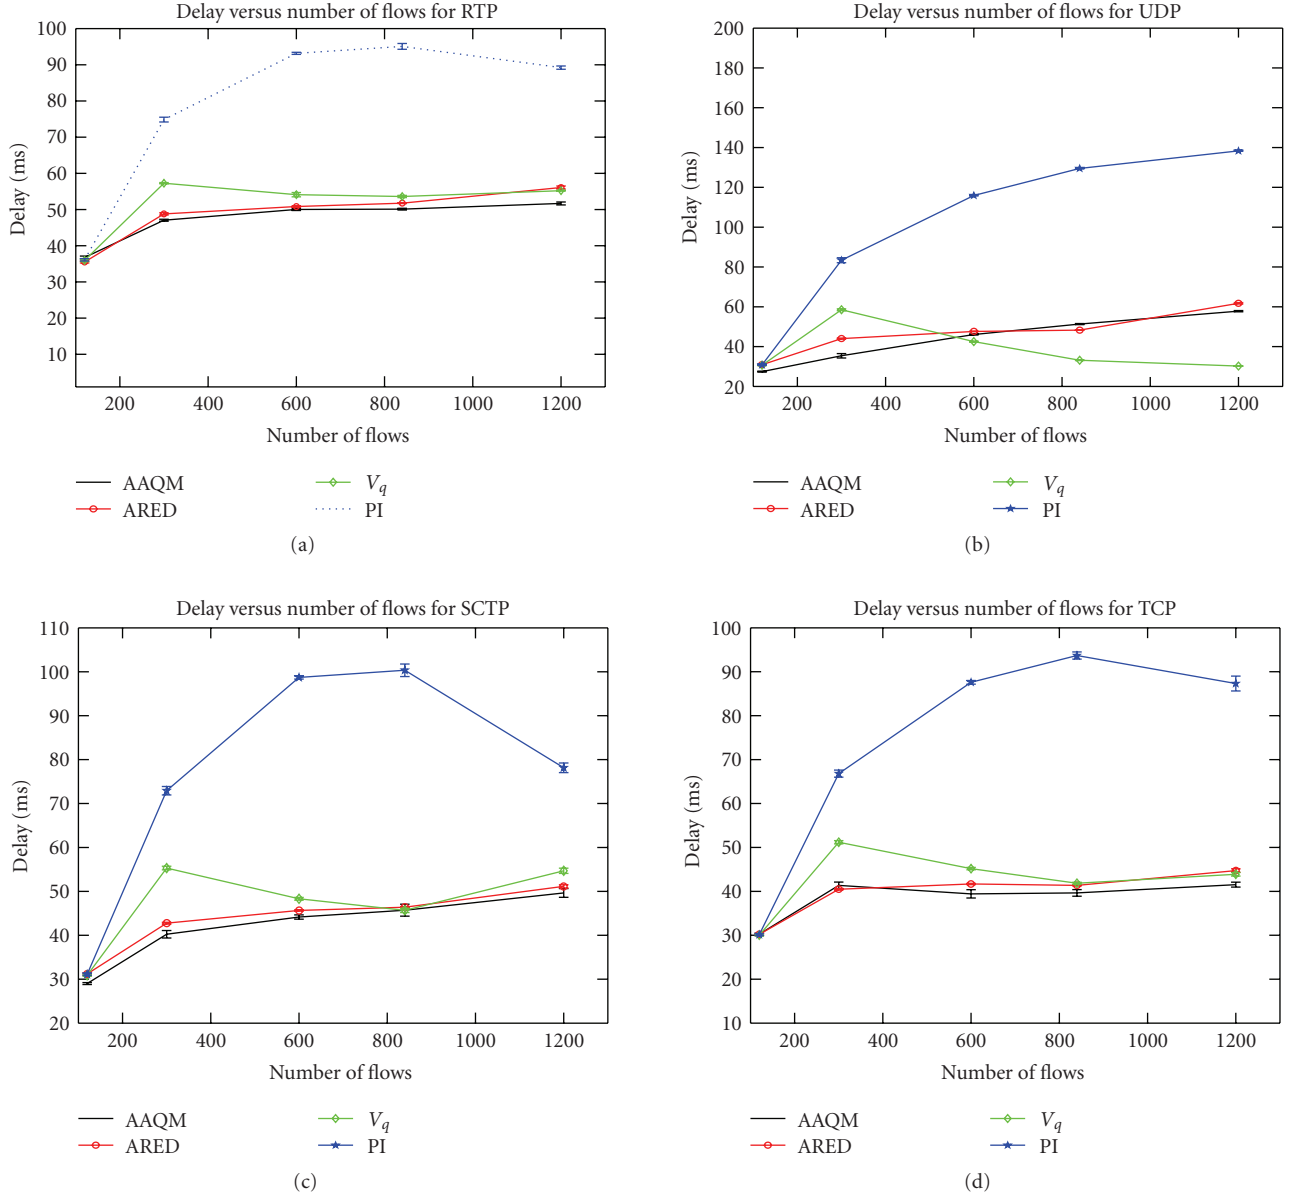 Delay versus number of flows for RTP
100
90
80
70
60
50
40
30
20
10
Delay (ms)
200 400 600 800 1000 1200
Number of flows
AAQM
ARED
Vq
PI
(a)
Delay versus number of flows for UDP
200
180
160
140
120
100
80
60
40
20
Delay (ms)
200 400 600 800 1000 1200
Number of flows
AAQM
ARED
Vq
PI
(b)
Delay versus number of flows for SCTP
110
100
90
80
70
60
50
40
30
20
Delay (ms)
200 400 600 800 1000 1200
Number of flows
AAQM
ARED
Vq
PI
(c)
Delay versus number of flows for TCP
100
90
80
70
60
50
40
30
20
10
Delay (ms)
200 400 600 800 1000 1200
Number of flows
AAQM
ARED
Vq
PI
(d)